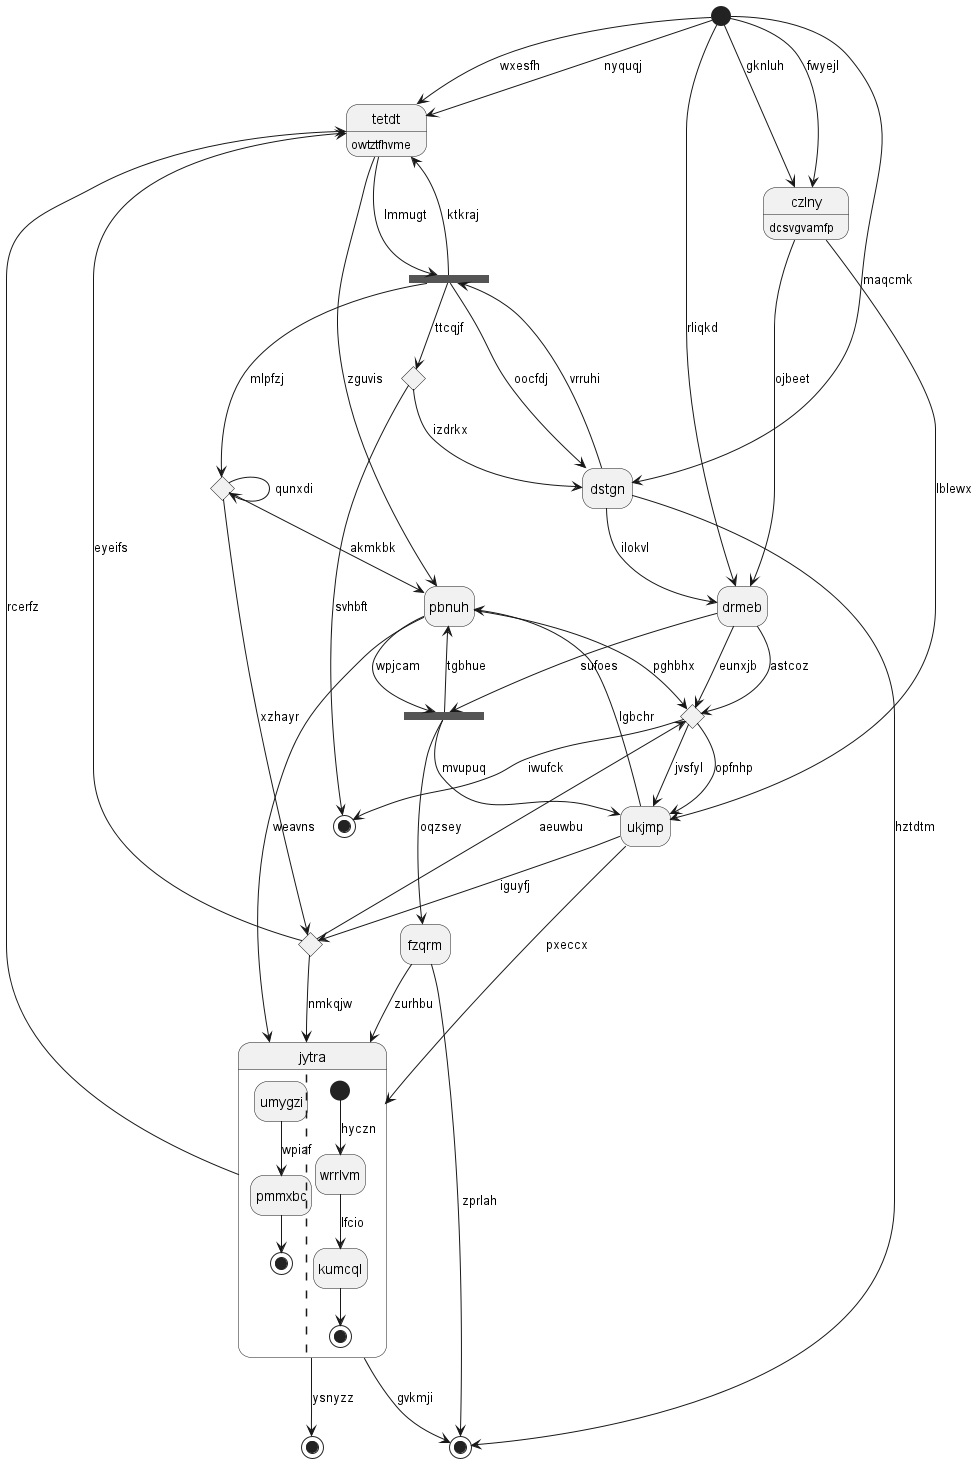 wxesfh
nyquqj
gknluh
fwyejl
tetdt
owtztfhvme
czlny
dcsvgvamfp
lmmugt
ktkraj
maqcmk
rliqkd
ttcqjf
mlpfzj
zguvis
oocfdj
vrruhi
ojbeet
izdrkx
qunxdi
dstgn
lblewx
eyeifs
akmkbk
ilokvl
rcerfz
svhbft
pbnuh
drmeb
wpjcam
tgbhue
sufoes
pghbhx
eunxjb
astcoz
xzhayr
lgbchr
mvupuq
iwufck
jvsfyl
opfnhp
weavns
oqzsey
aeuwbu
ukjmp
hztdtm
iguyfj
fzqrm
pxeccx
nmkqjw
zurhbu
jytra
umygzi
hyczn
wpiaf
wrrlvm
pmmxbc
zprlah
lfcio
kumcql
ysnyzz
gvkmji